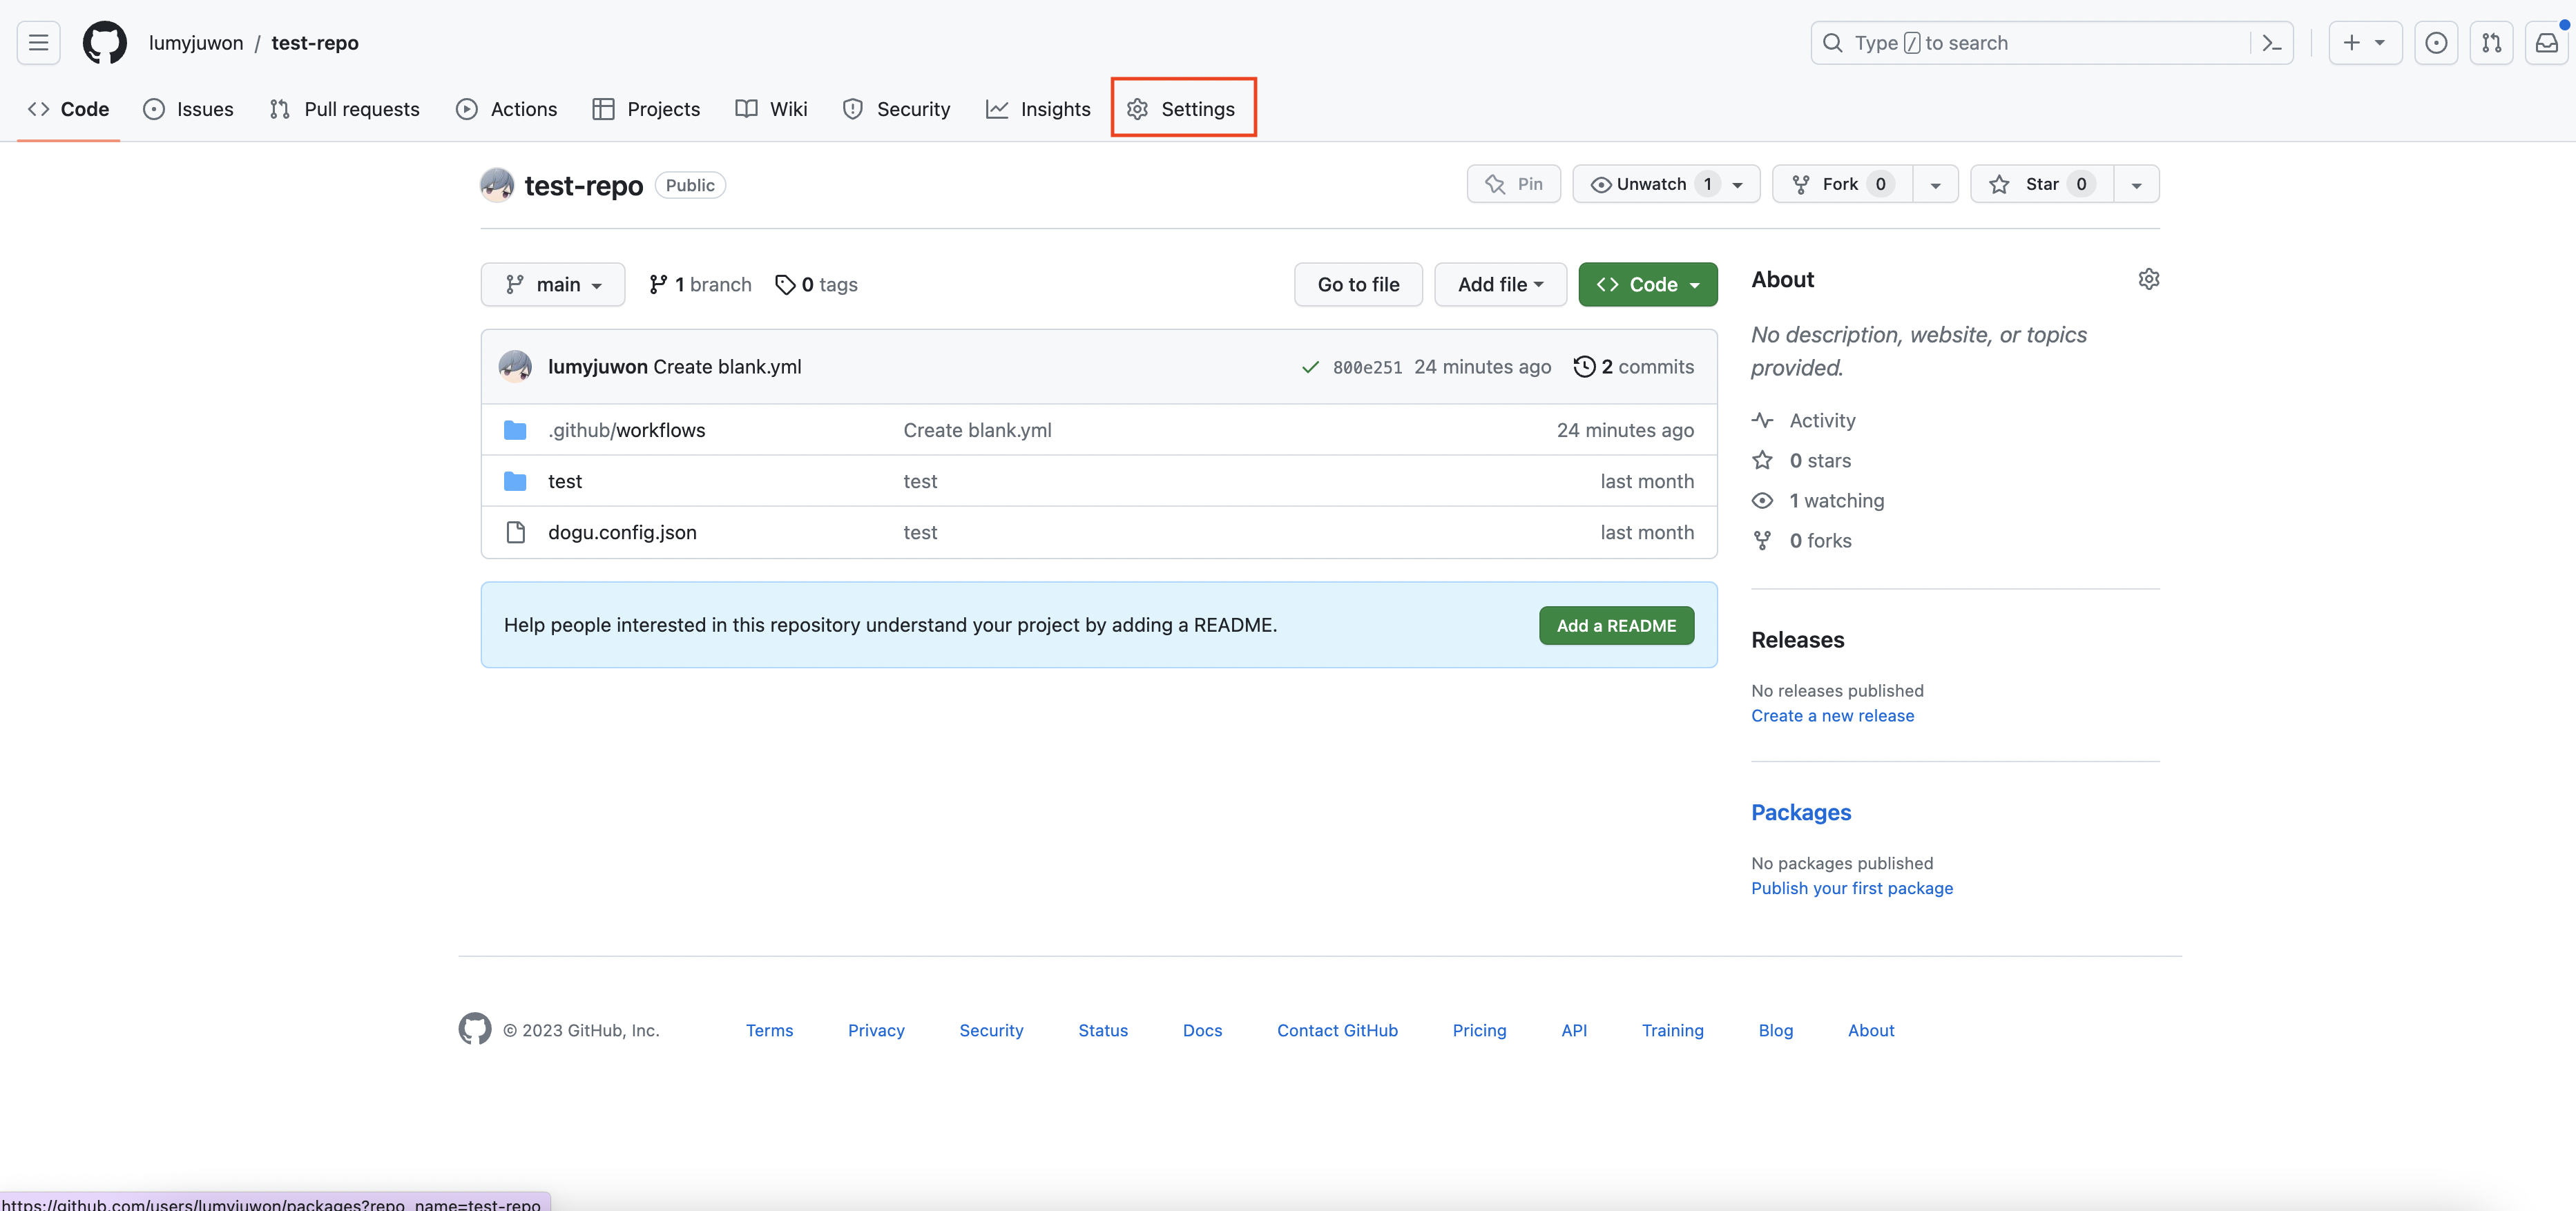 lumyjuwon / test-repo
Type / to search
Code Issues Pull requests Actions Projects Wiki Security Insights Settings
test-repo Public
Pin Unwatch 1 Fork 0 Star 0
main 1 branch 0 tags Go to file Add file Code
lumyjuwon Create blank.yml 800e251 24 minutes ago 2 commits
.github/workflows Create blank.yml 24 minutes ago
test test last month
dogu.config.json test last month
Help people interested in this repository understand your project by adding a README. Add a README
About
No description, website, or topics
provided.
Activity
0 stars
1 watching
0 forks
Releases
No releases published
Create a new release
Packages
No packages published
Publish your first package
© 2023 GitHub, Inc. Terms Privacy Security Status Docs Contact GitHub Pricing API Training Blog About
https://github.com/users/lumyjuwon/packages?repo_name=test-repo